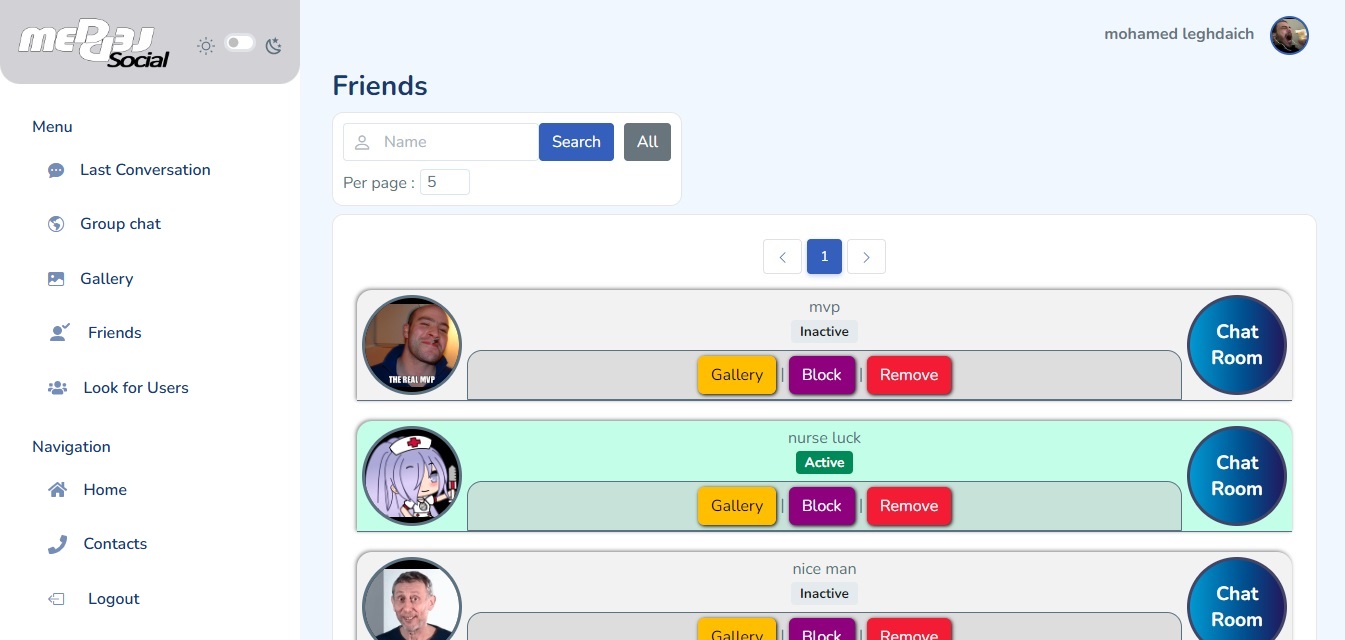 Social
mohamed leghdaich
Friends
Menu
Name
Search
All
Last Conversation
Per page :
5
Group chat
1
Gallery
mvp
Inactive
Chat
Room
Friends
THE REAL MVP
Gallery | Block | Remove
Look for Users
nurse luck
Active
Chat
Room
Navigation
Home
Gallery | Block | Remove
Contacts
nice man
Inactive
Chat
Room
Logout
Gallery | Block | Remove